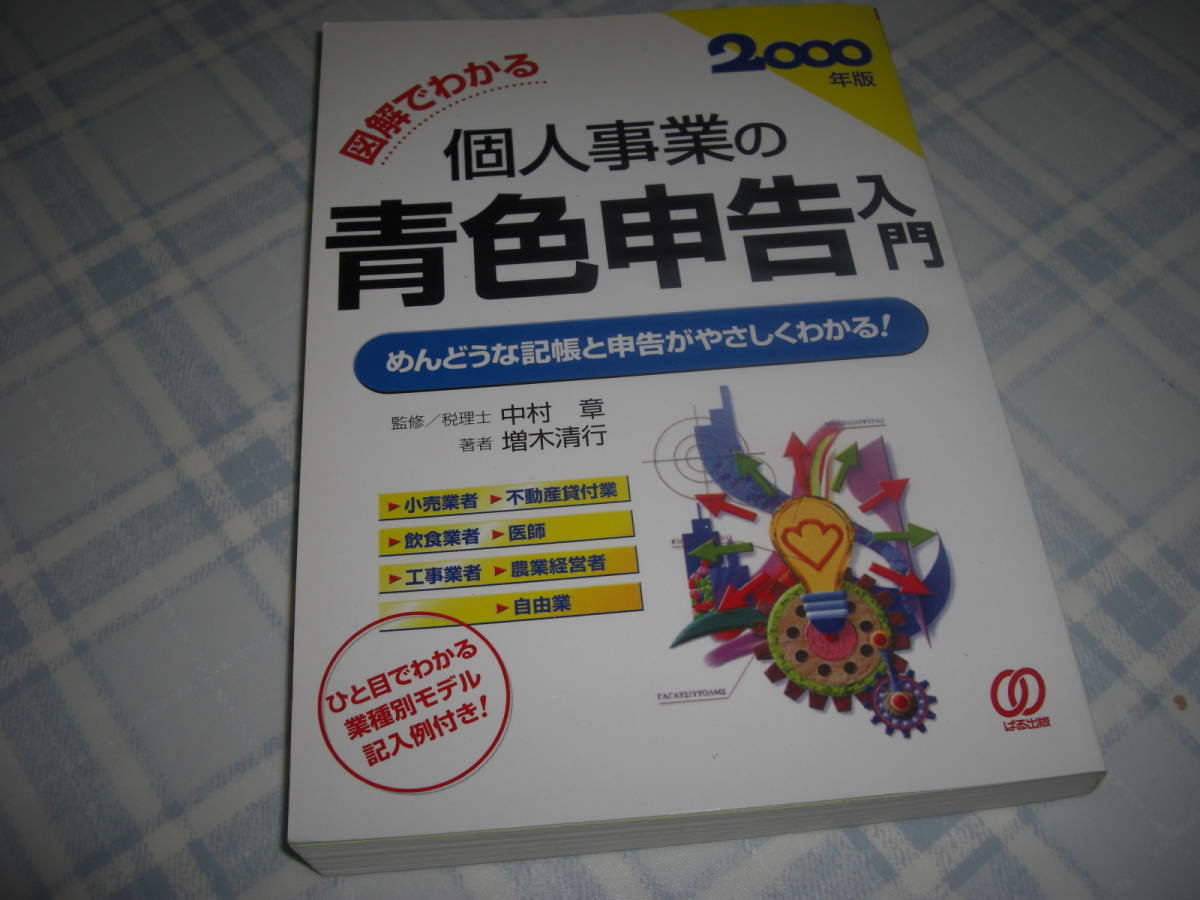 2000
年版
図解でわかる
個人事業の
青色申告入門
めんどうな記帳と申告がやさしくわかる!
監修/税理士 中村 章
著者 増木清行
▶小売業者 ▶不動産貸付業
▶飲食業者 ▶医師
▶工事業者 ▶農業経営者
▶自由業
ひと目でわかる
業種別モデル
記入例付き!
ぱる出版